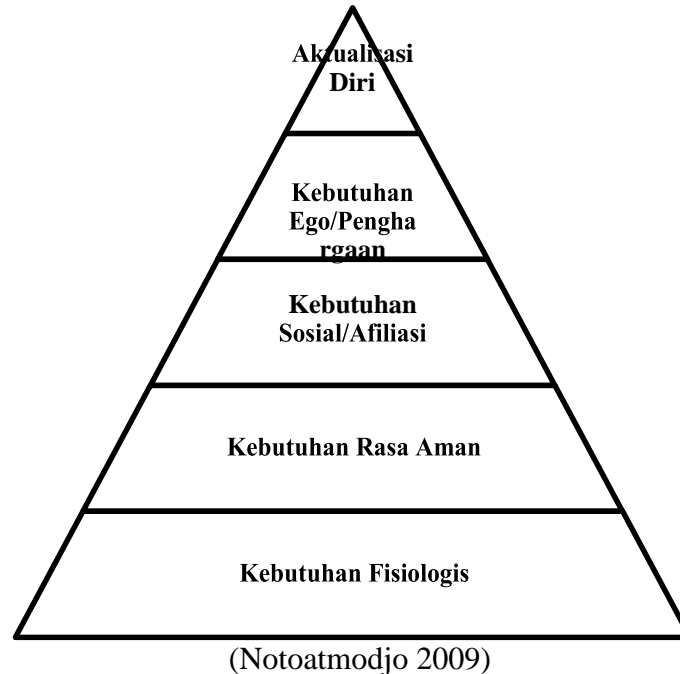 Aktualisasi
Diri
Kebutuhan
Ego/Pengha
rgaan
Kebutuhan
Sosial/Afiliasi
Kebutuhan Rasa Aman
Kebutuhan Fisiologis
(Notoatmodjo 2009)